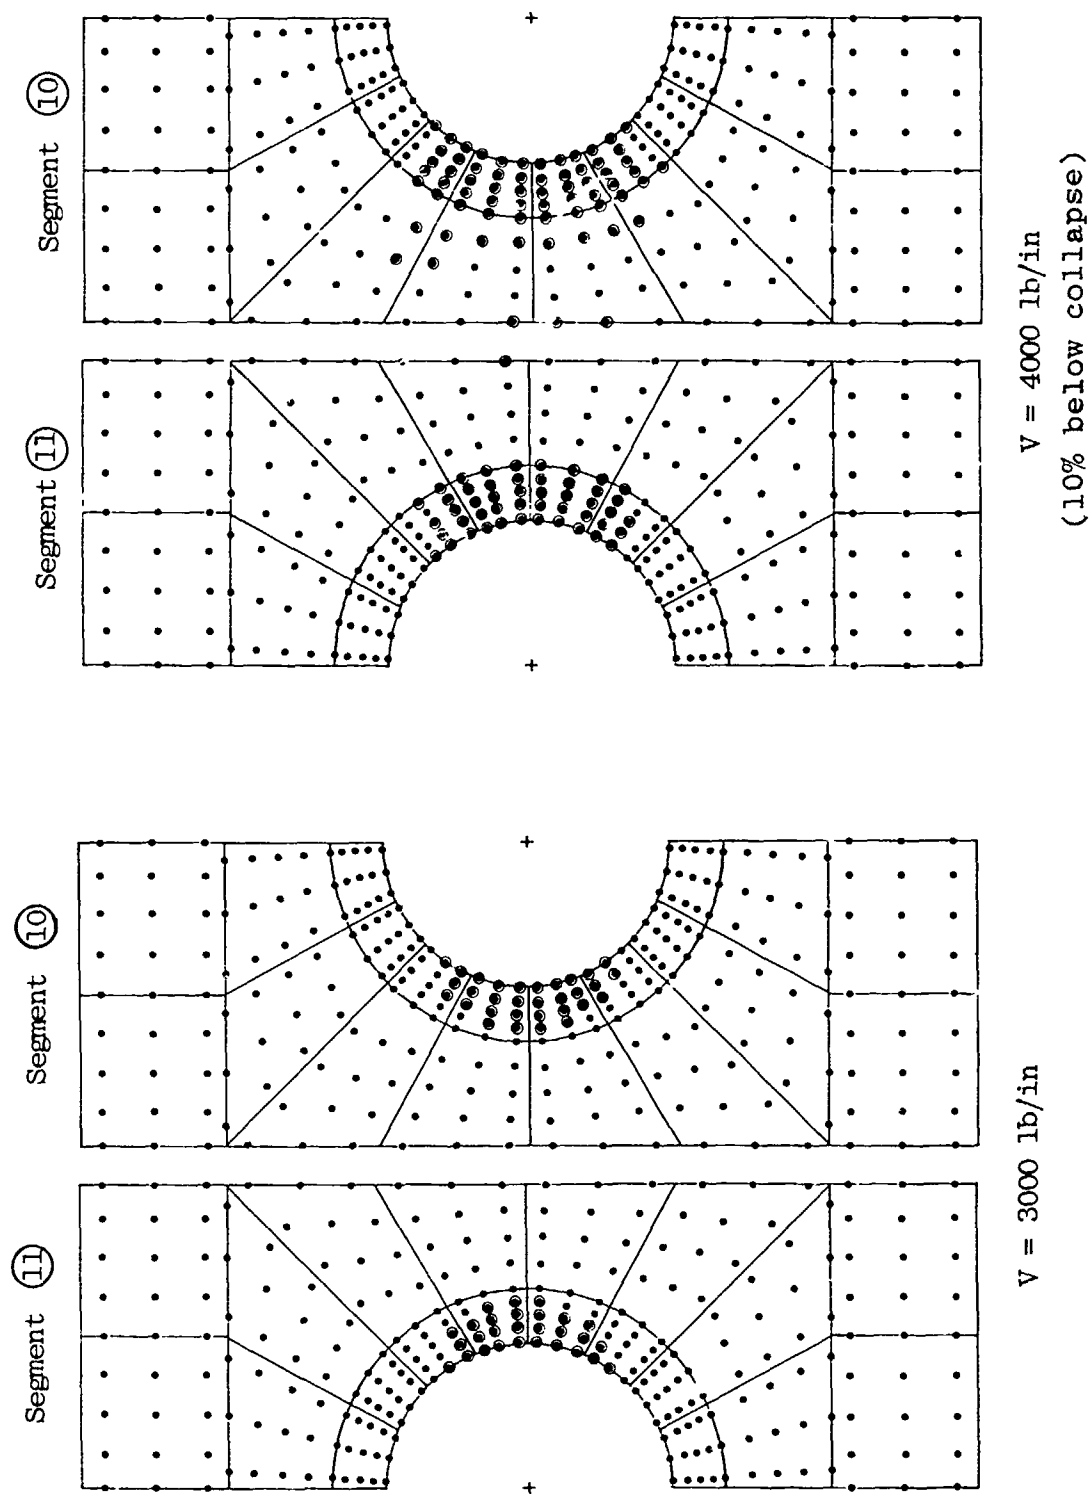 Segment 10
Segment 11
V = 4000 lb/in
(10% below collapse)
Segment 10
Segment 11
V = 3000 lb/in